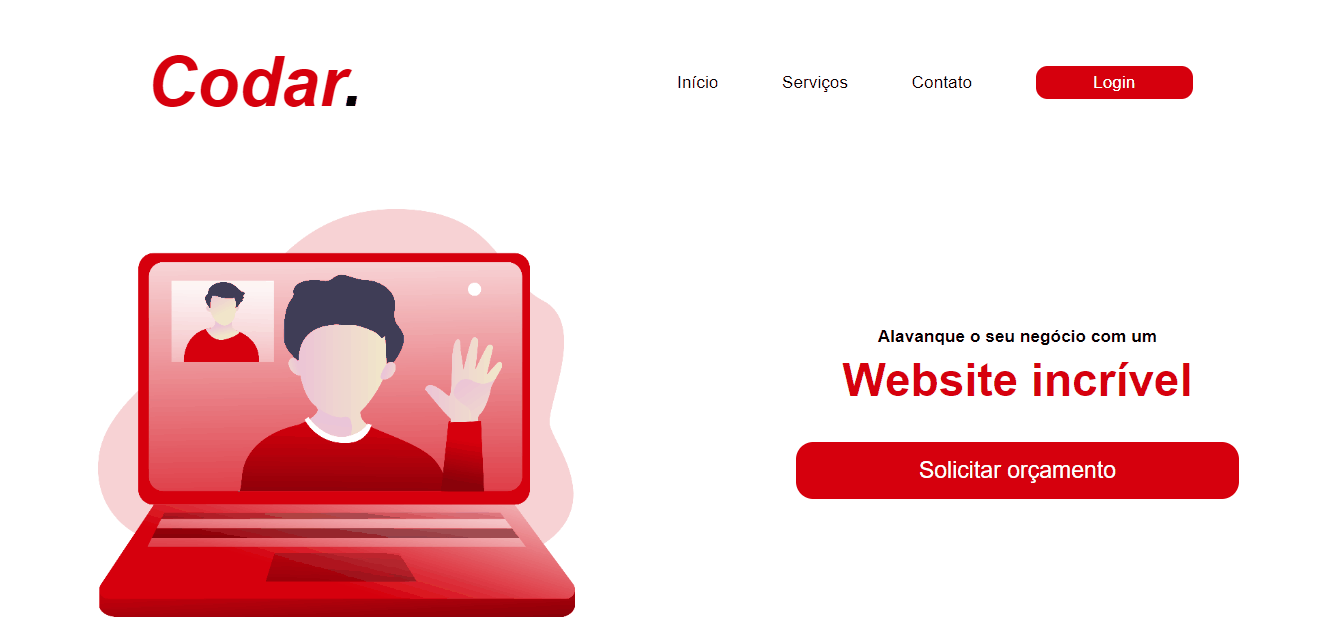 Codar.
Início Serviços Contato Login
Alavanque o seu negócio com um
Website incrível
Solicitar orçamento